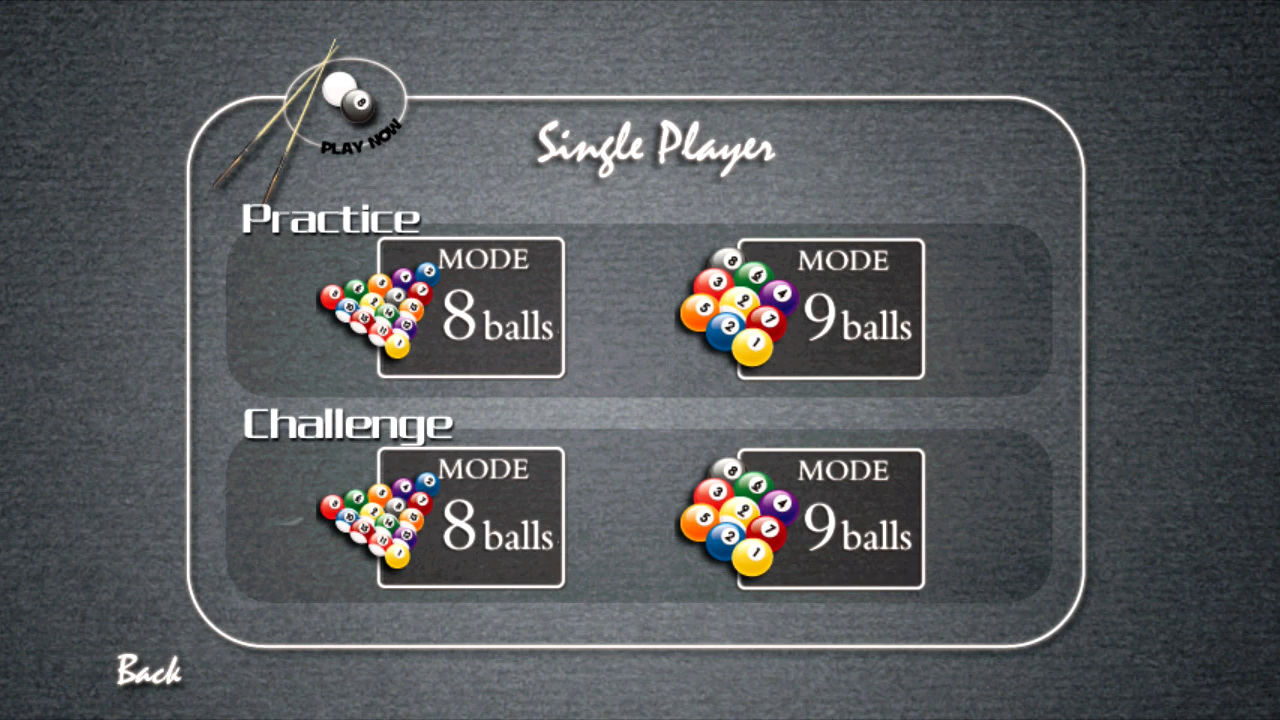 PLAY NOW
Single Player
Practice
MODE
8 balls
MODE
9 balls
Challenge
MODE
8 balls
MODE
9 balls
Back